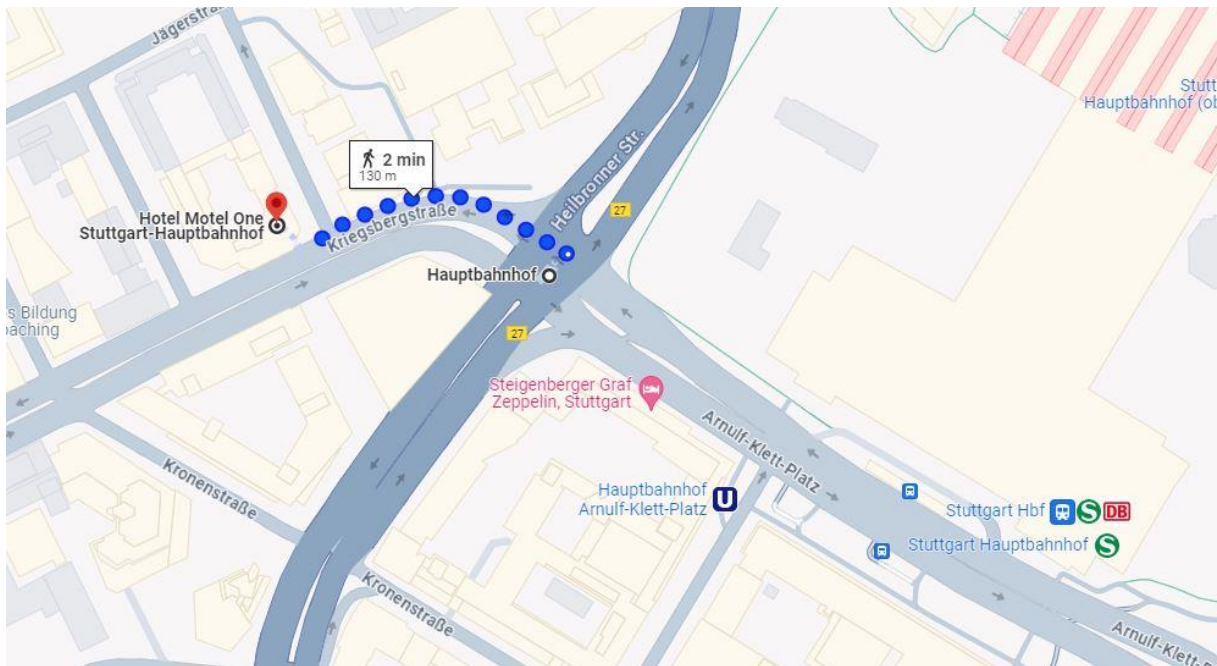 Jägerstraß
Stutt
Hauptbahnhof (ob
Heilbronner Str.
2 min
130 m
27
Hotel Motel One
Stuttgart-Hauptbahnhof
Kriegsbergstraße
Hauptbahnhof
s Bildung
oaching
27
Steigenberger Graf
Zeppelin, Stuttgart
Arnulf-Klett-Platz
Kronenstraße
Hauptbahnhof
Arnulf-Klett-Platz
U
Stuttgart Hbf
S
DB
Stuttgart Hauptbahnhof
S
Kronenstraße
Arnulf-Klett-P